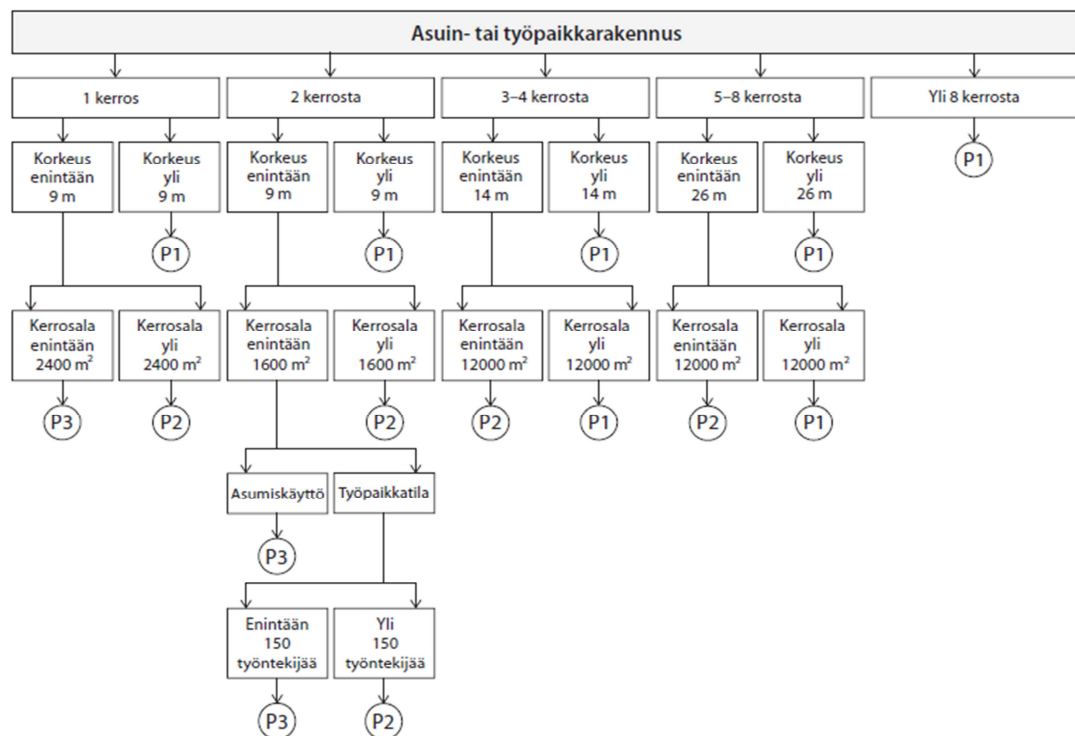 Asuin- tai työpaikkarakennus
1 kerros
2 kerrosta
3–4 kerrosta
5–8 kerrosta
Yli 8 kerrosta
Korkeus
enintään
9 m
Korkeus
yli
9 m
Korkeus
enintään
9 m
Korkeus
yli
9 m
Korkeus
enintään
14 m
Korkeus
yli
14 m
Korkeus
enintään
26 m
Korkeus
yli
26 m
P1
P1
P1
P1
P1
Kerrosala
enintään
2400 m²
Kerrosala
yli
2400 m²
Kerrosala
enintään
1600 m²
Kerrosala
yli
1600 m²
Kerrosala
enintään
12000 m²
Kerrosala
yli
12000 m²
Kerrosala
enintään
12000 m²
Kerrosala
yli
12000 m²
P3
P2
P2
P2
P1
P2
P1
Asumiskäyttö
Työpaikkatila
P3
Enintään
150
työntekijää
Yli
150
työntekijää
P3
P2